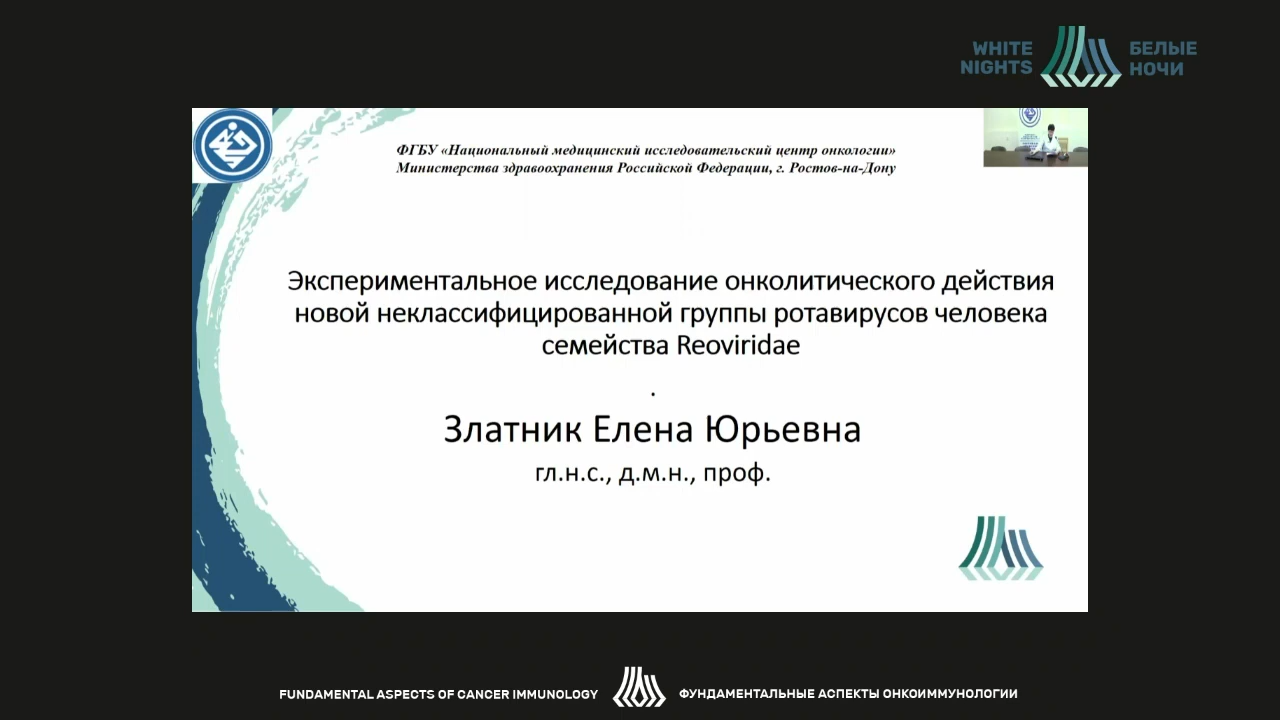 WHITE
NIGHTS
БЕЛЫЕ
НОЧИ
ФГБУ «Национальный медицинский исследовательский центр онкологии»
Министерства здравоохранения Российской Федерации, г. Ростов-на-Дону
Экспериментальное исследование онколитического действия
новой неклассифицированной группы ротавирусов человека
семейства Reoviridae
.
Златник Елена Юрьевна
гл.н.с., д.м.н., проф.
FUNDAMENTAL ASPECTS OF CANCER IMMUNOLOGY
ФУНДАМЕНТАЛЬНЫЕ АСПЕКТЫ ОНКОИММУНОЛОГИИ